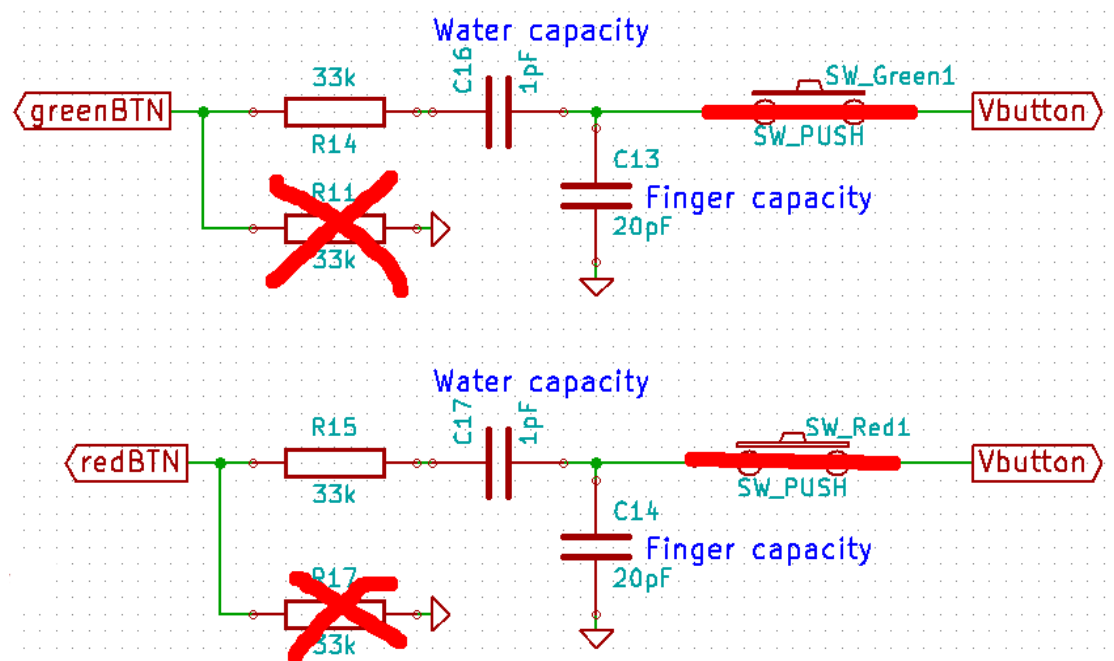 Water capacity
33k
C16
1pF
SW_Green1
greenBTN
Vbutton
R14
SW_PUSH
C13
R11
Finger capacity
20pF
33k
Water capacity
R15
C17
1pF
SW_Red1
redBTN
Vbutton
33k
SW_PUSH
C14
Finger capacity
R17
20pF
33k